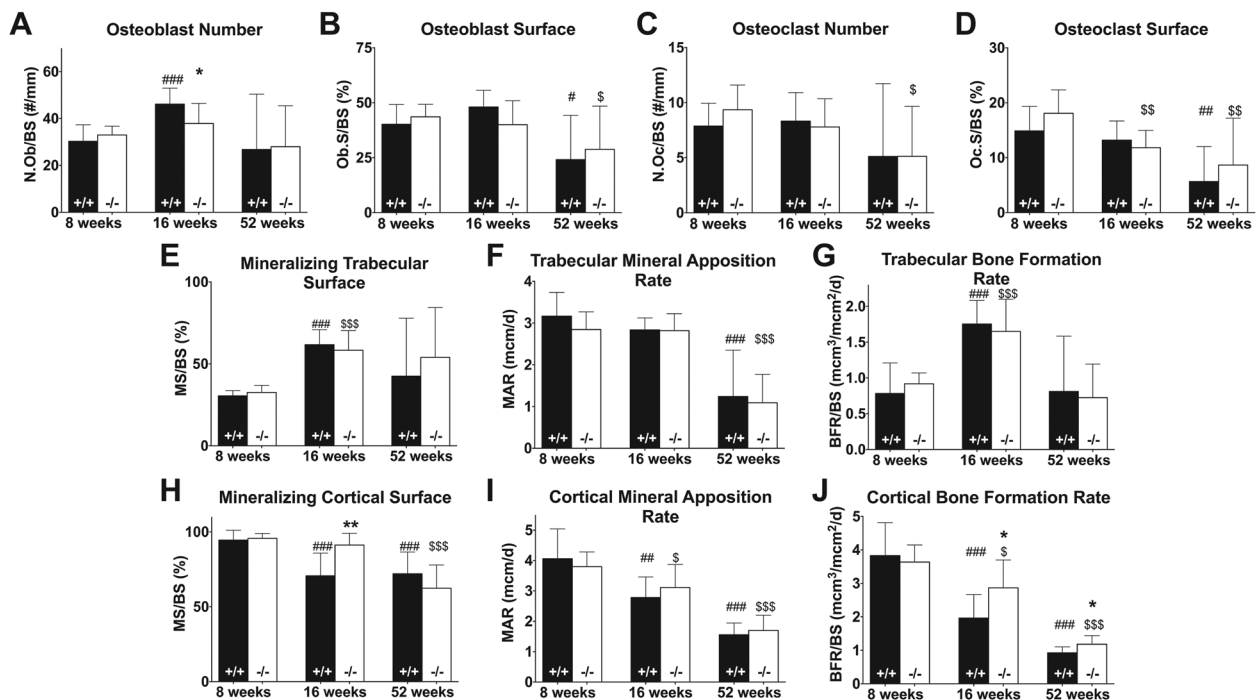 A
Osteoblast Number
N.Ob/BS (#/mm)
60
40
20
0
###
*
+/+
-/-
+/+
-/-
+/+
-/-
8 weeks
16 weeks
52 weeks
B
Osteoblast Surface
Ob.S/BS (%)
75
50
25
0
#
$
+/+
-/-
+/+
-/-
+/+
-/-
8 weeks
16 weeks
52 weeks
C
Osteoclast Number
N.Oc/BS (#/mm)
15
10
5
0
$
+/+
-/-
+/+
-/-
+/+
-/-
8 weeks
16 weeks
52 weeks
D
Osteoclast Surface
Oc.S/BS (%)
30
20
10
0
$$
##
$$
+/+
-/-
+/+
-/-
+/+
-/-
8 weeks
16 weeks
52 weeks
E
Mineralizing Trabecular
Surface
MS/BS (%)
100
50
0
###
$$$
+/+
-/-
+/+
-/-
+/+
-/-
8 weeks
16 weeks
52 weeks
F
Trabecular Mineral Apposition
Rate
MAR (mcm/d)
4
3
2
1
0
###
$$$
+/+
-/-
+/+
-/-
+/+
-/-
8 weeks
16 weeks
52 weeks
G
Trabecular Bone Formation
Rate
BFR/BS (mcm³/mcm²/d)
2.0
1.5
1.0
0.5
0.0
###
$$$
+/+
-/-
+/+
-/-
+/+
-/-
8 weeks
16 weeks
52 weeks
H
Mineralizing Cortical Surface
MS/BS (%)
100
50
0
###
**
###
$$$
+/+
-/-
+/+
-/-
+/+
-/-
8 weeks
16 weeks
52 weeks
I
Cortical Mineral Apposition
Rate
MAR (mcm/d)
5
4
3
2
1
0
##
$
###
$$$
+/+
-/-
+/+
-/-
+/+
-/-
8 weeks
16 weeks
52 weeks
J
Cortical Bone Formation Rate
BFR/BS (mcm³/mcm²/d)
5
4
3
2
1
0
*
###
$
*
###
$$$
+/+
-/-
+/+
-/-
+/+
-/-
8 weeks
16 weeks
52 weeks